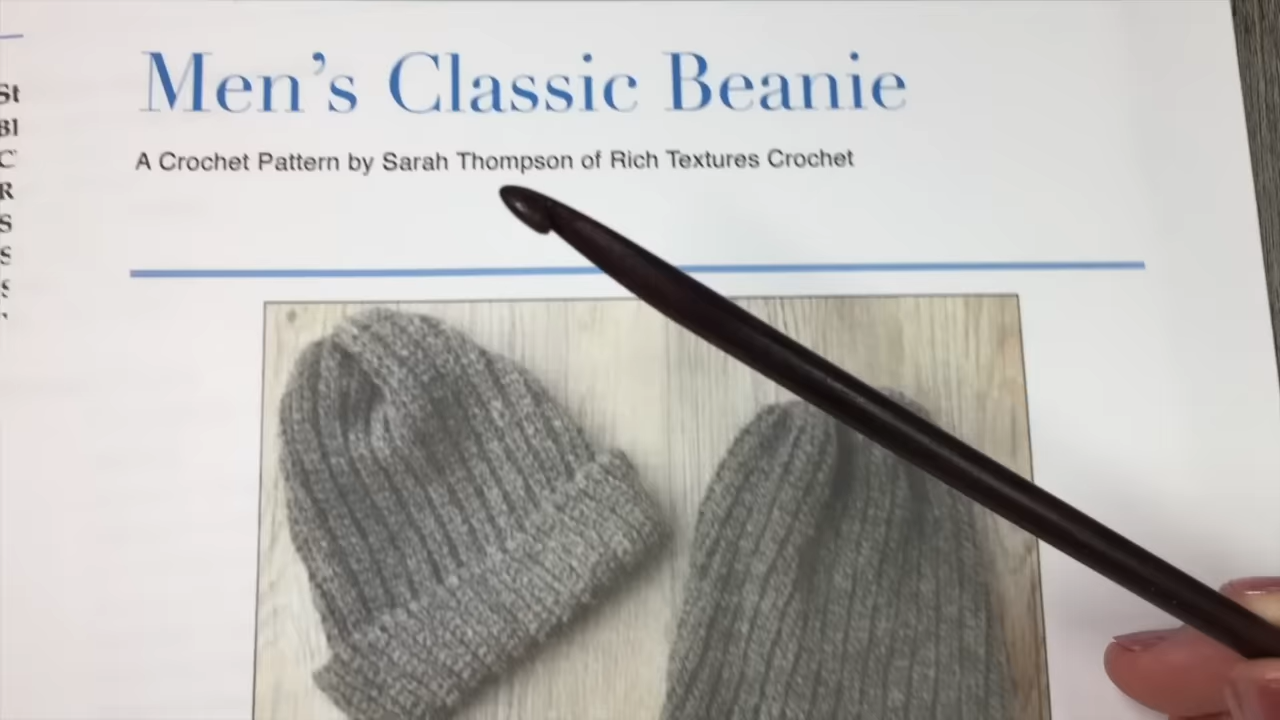 Men's Classic Beanie
A Crochet Pattern by Sarah Thompson of Rich Textures Crochet